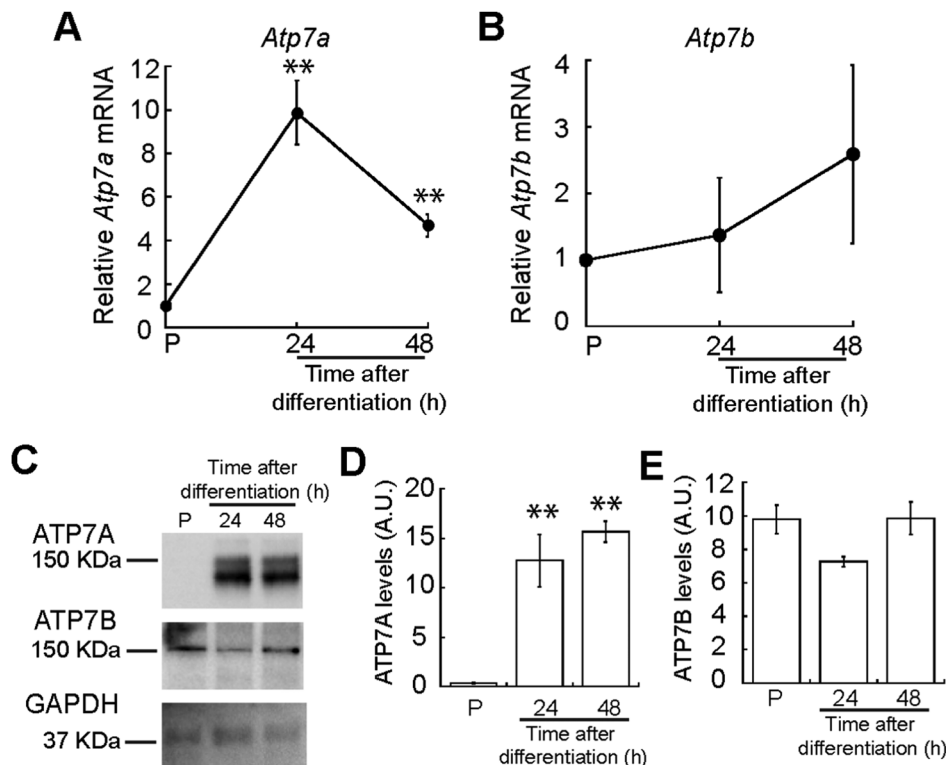 A
Atp7a
**
**
Relative Atp7a mRNA
12
10
8
6
4
2
0
P
24
48
Time after
differentiation (h)
B
Atp7b
Relative Atp7b mRNA
4
3
2
1
0
P
24
48
Time after
differentiation (h)
C
Time after
differentiation (h)
P 24 48
ATP7A
150 KDa
ATP7B
150 KDa
GAPDH
37 KDa
D
ATP7A levels (A.U.)
20
15
10
5
0
**
**
P
24
48
Time after
differentiation (h)
E
ATP7B levels (A.U.)
12
10
8
6
4
2
0
P
24
48
Time after
differentiation (h)